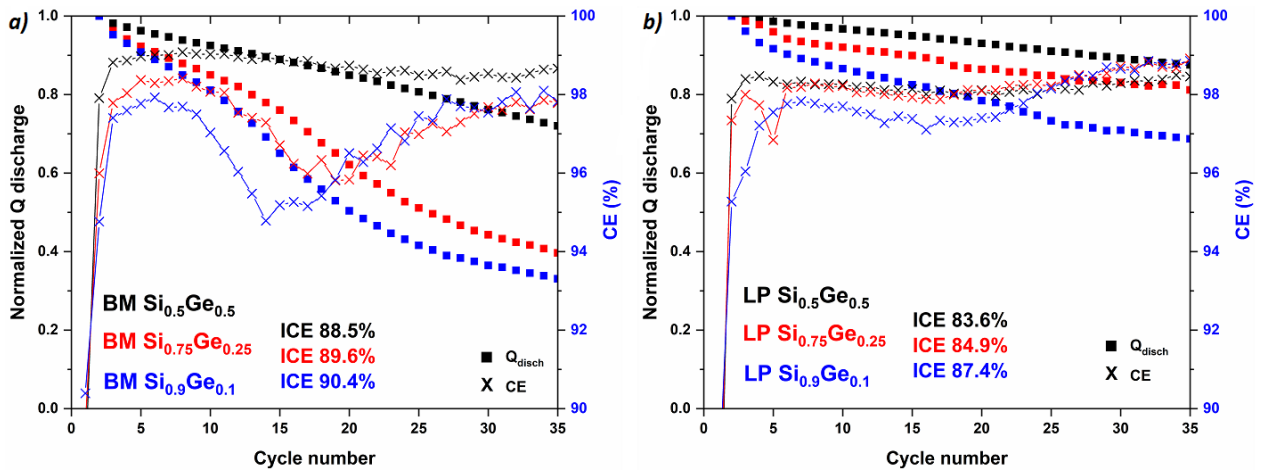 a)
1.0
0.8
0.6
0.4
0.2
0.0
Normalized Q discharge
100
98
96
94
92
90
CE (%)
0 5 10 15 20 25 30 35
Cycle number
BM Si0.5Ge0.5
BM Si0.75Ge0.25
BM Si0.9Ge0.1
ICE 88.5%
ICE 89.6%
ICE 90.4%
Qdisch
CE
b)
1.0
0.8
0.6
0.4
0.2
0.0
Normalized Q discharge
100
98
96
94
92
90
CE (%)
0 5 10 15 20 25 30 35
Cycle number
LP Si0.5Ge0.5
LP Si0.75Ge0.25
LP Si0.9Ge0.1
ICE 83.6%
ICE 84.9%
ICE 87.4%
Qdisch
CE